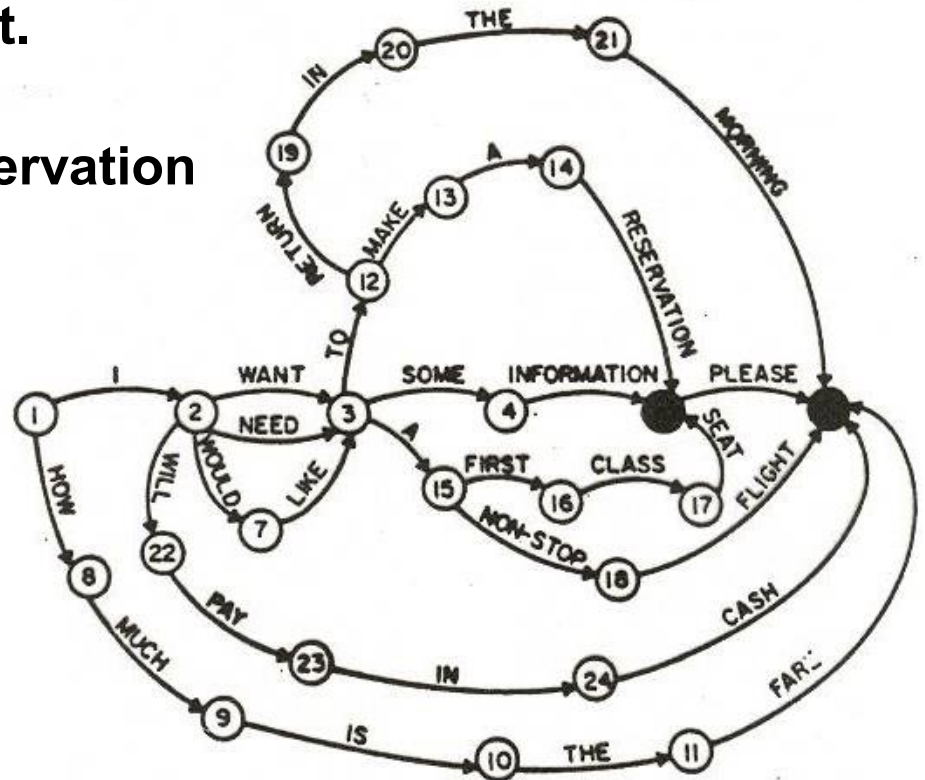 t.
ervation
THE
20
21
IN
19
MORNING
A
13
14
RETURN
MAKE
12
RESERVATION
TO
I
WANT
SOME
INFORMATION
PLEASE
1
2
NEED
3
4
SEAT
A
HOW
WILL
WOULD
LIKE
FIRST
CLASS
FLIGHT
15
16
17
7
NON-STOP
22
8
18
PAY
CASH
MUCH
23
IN
24
FAR
9
IS
10
THE
11